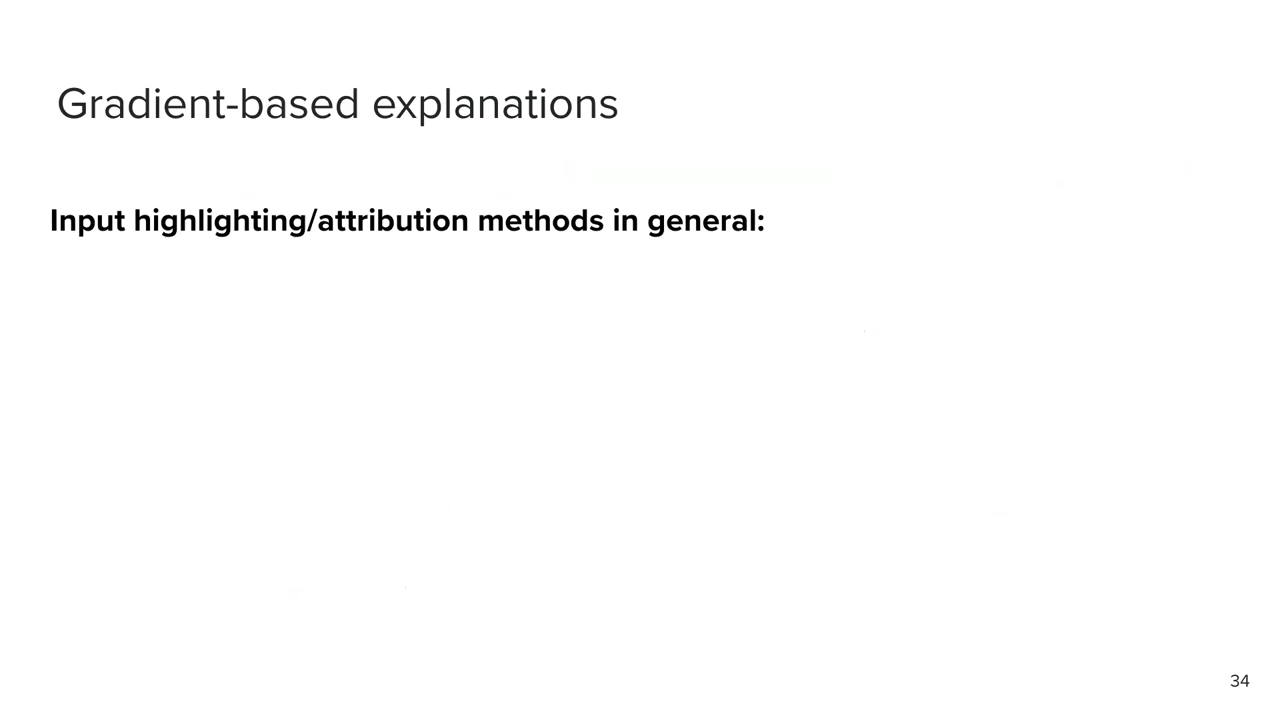 Gradient-based explanations
Input highlighting/attribution methods in general:
34